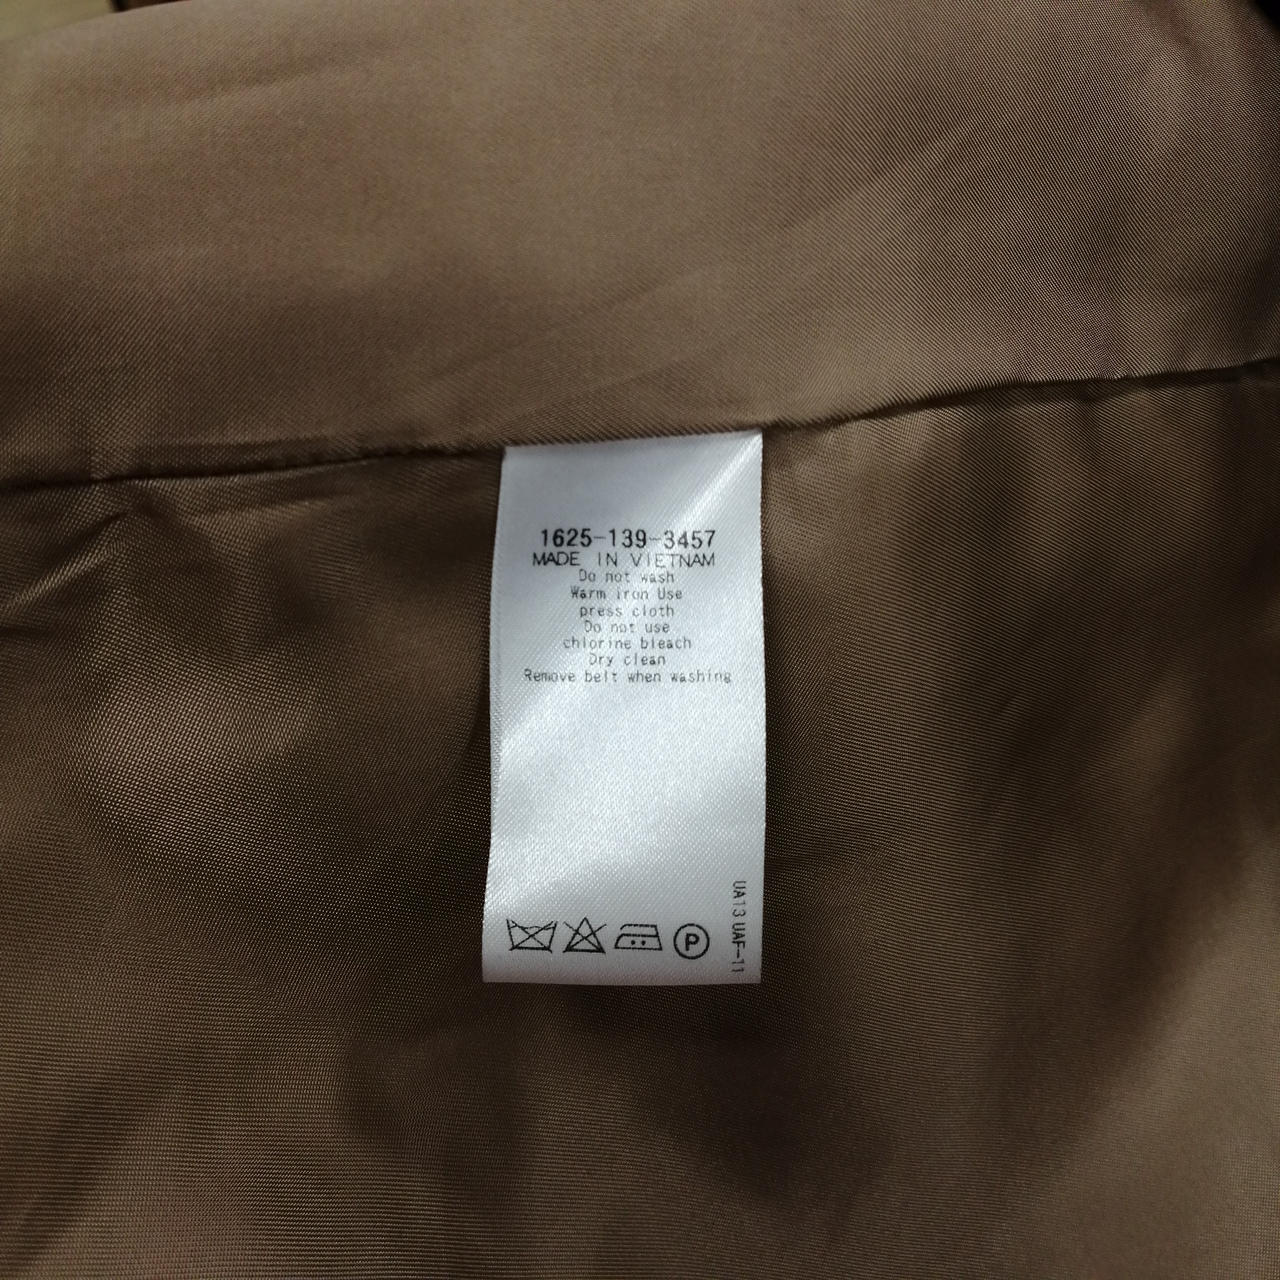 1625-139-3457
MADE IN VIETNAM
Do not wash
Warm iron Use
press cloth
Do not use
chlorine bleach
Dry clean
Remove belt when washing
P
UA13 UAF-11